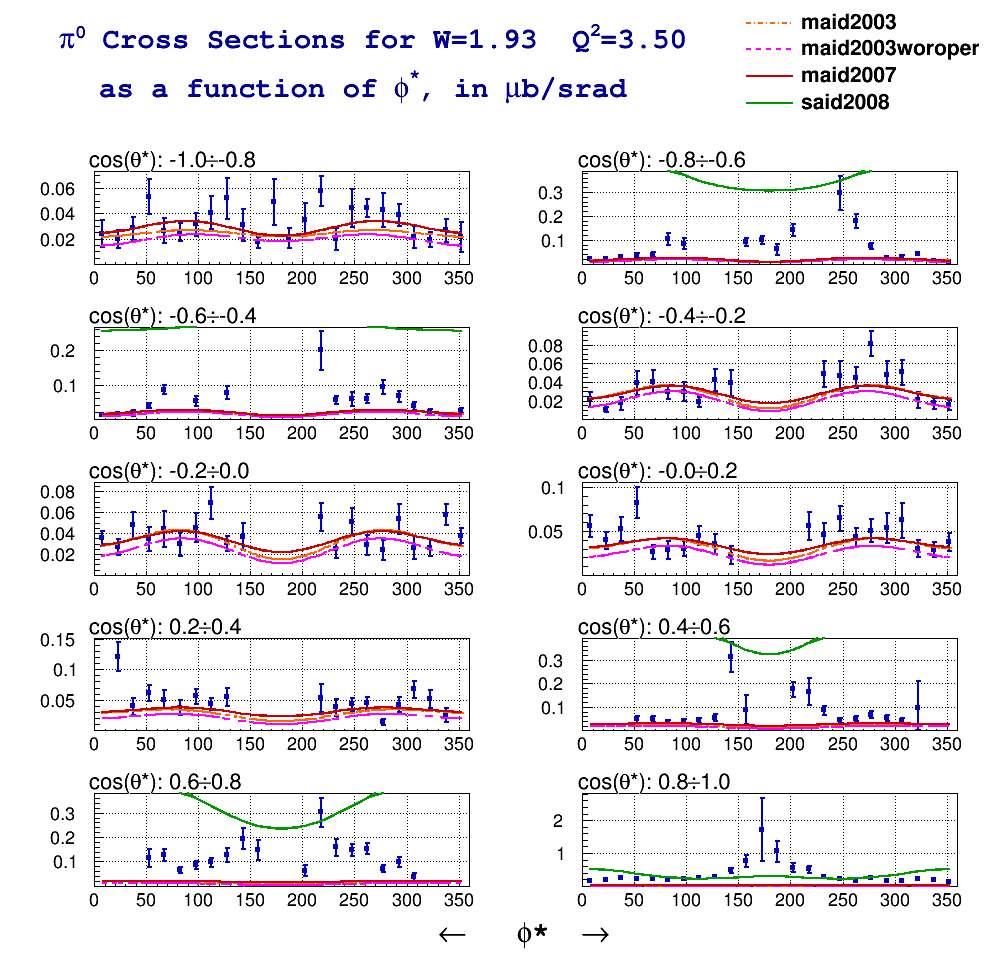 π⁰ Cross Sections for W=1.93 Q²=3.50
as a function of ϕ*, in μb/srad
maid2003
maid2003woroper
maid2007
said2008
cos(θ*): -1.0÷-0.8
0.06
0.04
0.02
0 50 100 150 200 250 300 350
cos(θ*): -0.8÷-0.6
0.3
0.2
0.1
0 50 100 150 200 250 300 350
cos(θ*): -0.6÷-0.4
0.2
0.1
0 50 100 150 200 250 300 350
cos(θ*): -0.4÷-0.2
0.08
0.06
0.04
0.02
0 50 100 150 200 250 300 350
cos(θ*): -0.2÷0.0
0.08
0.06
0.04
0.02
0 50 100 150 200 250 300 350
cos(θ*): -0.0÷0.2
0.1
0.05
0 50 100 150 200 250 300 350
cos(θ*): 0.2÷0.4
0.15
0.1
0.05
0 50 100 150 200 250 300 350
cos(θ*): 0.4÷0.6
0.3
0.2
0.1
0 50 100 150 200 250 300 350
cos(θ*): 0.6÷0.8
0.3
0.2
0.1
0 50 100 150 200 250 300 350
cos(θ*): 0.8÷1.0
2
1
0 50 100 150 200 250 300 350
← ϕ* →